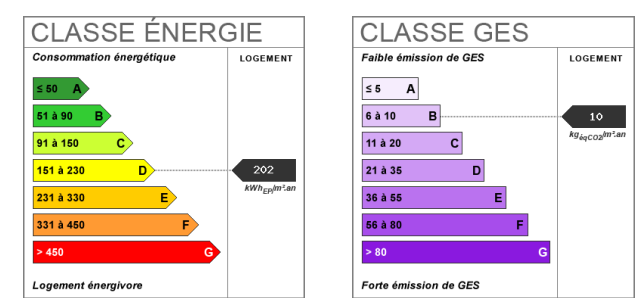 CLASSE ÉNERGIE
Consommation énergétique
LOGEMENT
≤ 50 A
51 à 90 B
91 à 150 C
151 à 230 D
202
kWhEP/m².an
231 à 330 E
331 à 450 F
> 450 G
Logement énergivore
CLASSE GES
Faible émission de GES
LOGEMENT
≤ 5 A
6 à 10 B
10
kgéqCO2/m².an
11 à 20 C
21 à 35 D
36 à 55 E
56 à 80 F
> 80 G
Forte émission de GES